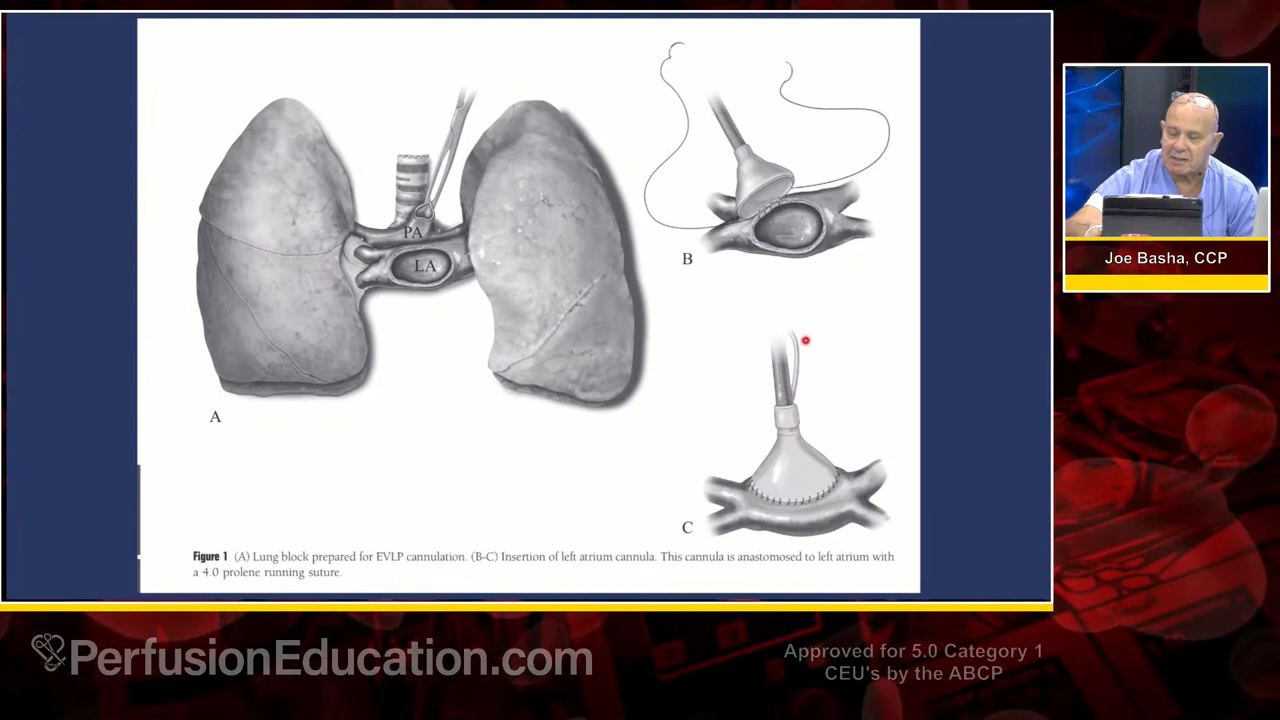 PA
LA
A
B
C
Figure 1 (A) Lung block prepared for EVLP cannulation. (B-C) Insertion of left atrium cannula. This cannula is anastomosed to left atrium with
a 4.0 prolene running suture.
Joe Basha, CCP
PerfusionEducation.com
Approved for 5.0 Category 1
CEU's by the ABCP